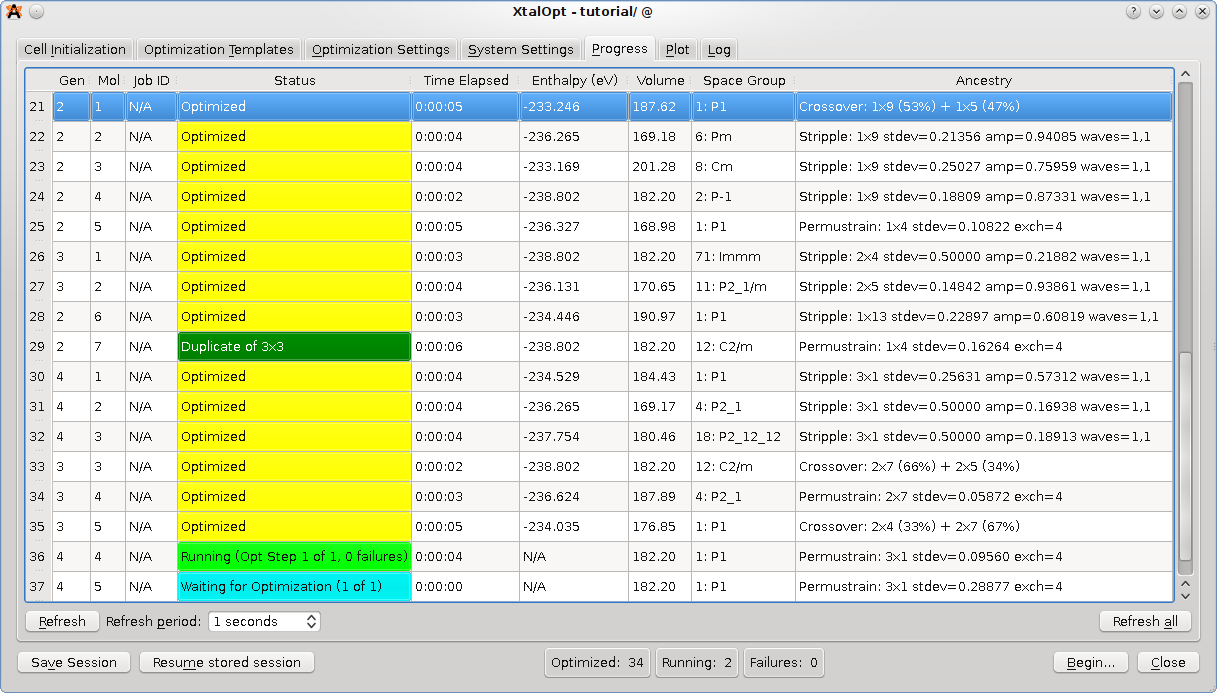 XtalOpt - tutorial/ @
Cell Initialization Optimization Templates Optimization Settings System Settings Progress Plot Log
Gen Mol Job ID Status Time Elapsed Enthalpy (eV) Volume Space Group Ancestry
21 2 1 N/A Optimized 0:00:05 -233.246 187.62 1: P1 Crossover: 1x9 (53%) + 1x5 (47%)
22 2 2 N/A Optimized 0:00:04 -236.265 169.18 6: Pm Stripple: 1x9 stdev=0.21356 amp=0.94085 waves=1,1
23 2 3 N/A Optimized 0:00:04 -233.169 201.28 8: Cm Stripple: 1x9 stdev=0.25027 amp=0.75959 waves=1,1
24 2 4 N/A Optimized 0:00:02 -238.802 182.20 2: P-1 Stripple: 1x9 stdev=0.18809 amp=0.87331 waves=1,1
25 2 5 N/A Optimized 0:00:05 -236.327 168.98 1: P1 Permustrain: 1x4 stdev=0.10822 exch=4
26 3 1 N/A Optimized 0:00:03 -238.802 182.20 71: Immm Stripple: 2x4 stdev=0.50000 amp=0.21882 waves=1,1
27 3 2 N/A Optimized 0:00:04 -236.131 170.65 11: P2_1/m Stripple: 2x5 stdev=0.14842 amp=0.93861 waves=1,1
28 2 6 N/A Optimized 0:00:03 -234.446 190.97 1: P1 Stripple: 1x13 stdev=0.22897 amp=0.60819 waves=1,1
29 2 7 N/A Duplicate of 3x3 0:00:06 -238.802 182.20 12: C2/m Permustrain: 1x4 stdev=0.16264 exch=4
30 4 1 N/A Optimized 0:00:04 -234.529 184.43 1: P1 Stripple: 3x1 stdev=0.25631 amp=0.57312 waves=1,1
31 4 2 N/A Optimized 0:00:04 -236.265 169.17 4: P2_1 Stripple: 3x1 stdev=0.50000 amp=0.16938 waves=1,1
32 4 3 N/A Optimized 0:00:04 -237.754 180.46 18: P2_12_12 Stripple: 3x1 stdev=0.50000 amp=0.18913 waves=1,1
33 3 3 N/A Optimized 0:00:02 -238.802 182.20 12: C2/m Crossover: 2x7 (66%) + 2x5 (34%)
34 3 4 N/A Optimized 0:00:03 -236.624 187.89 4: P2_1 Permustrain: 2x7 stdev=0.05872 exch=4
35 3 5 N/A Optimized 0:00:05 -234.035 176.85 1: P1 Crossover: 2x4 (33%) + 2x7 (67%)
36 4 4 N/A Running (Opt Step 1 of 1, 0 failures) 0:00:04 N/A 182.20 1: P1 Permustrain: 3x1 stdev=0.09560 exch=4
37 4 5 N/A Waiting for Optimization (1 of 1) 0:00:00 N/A 182.20 1: P1 Permustrain: 3x1 stdev=0.28877 exch=4
Refresh Refresh period: 1 seconds Refresh all
Save Session Resume stored session Optimized: 34 Running: 2 Failures: 0 Begin... Close